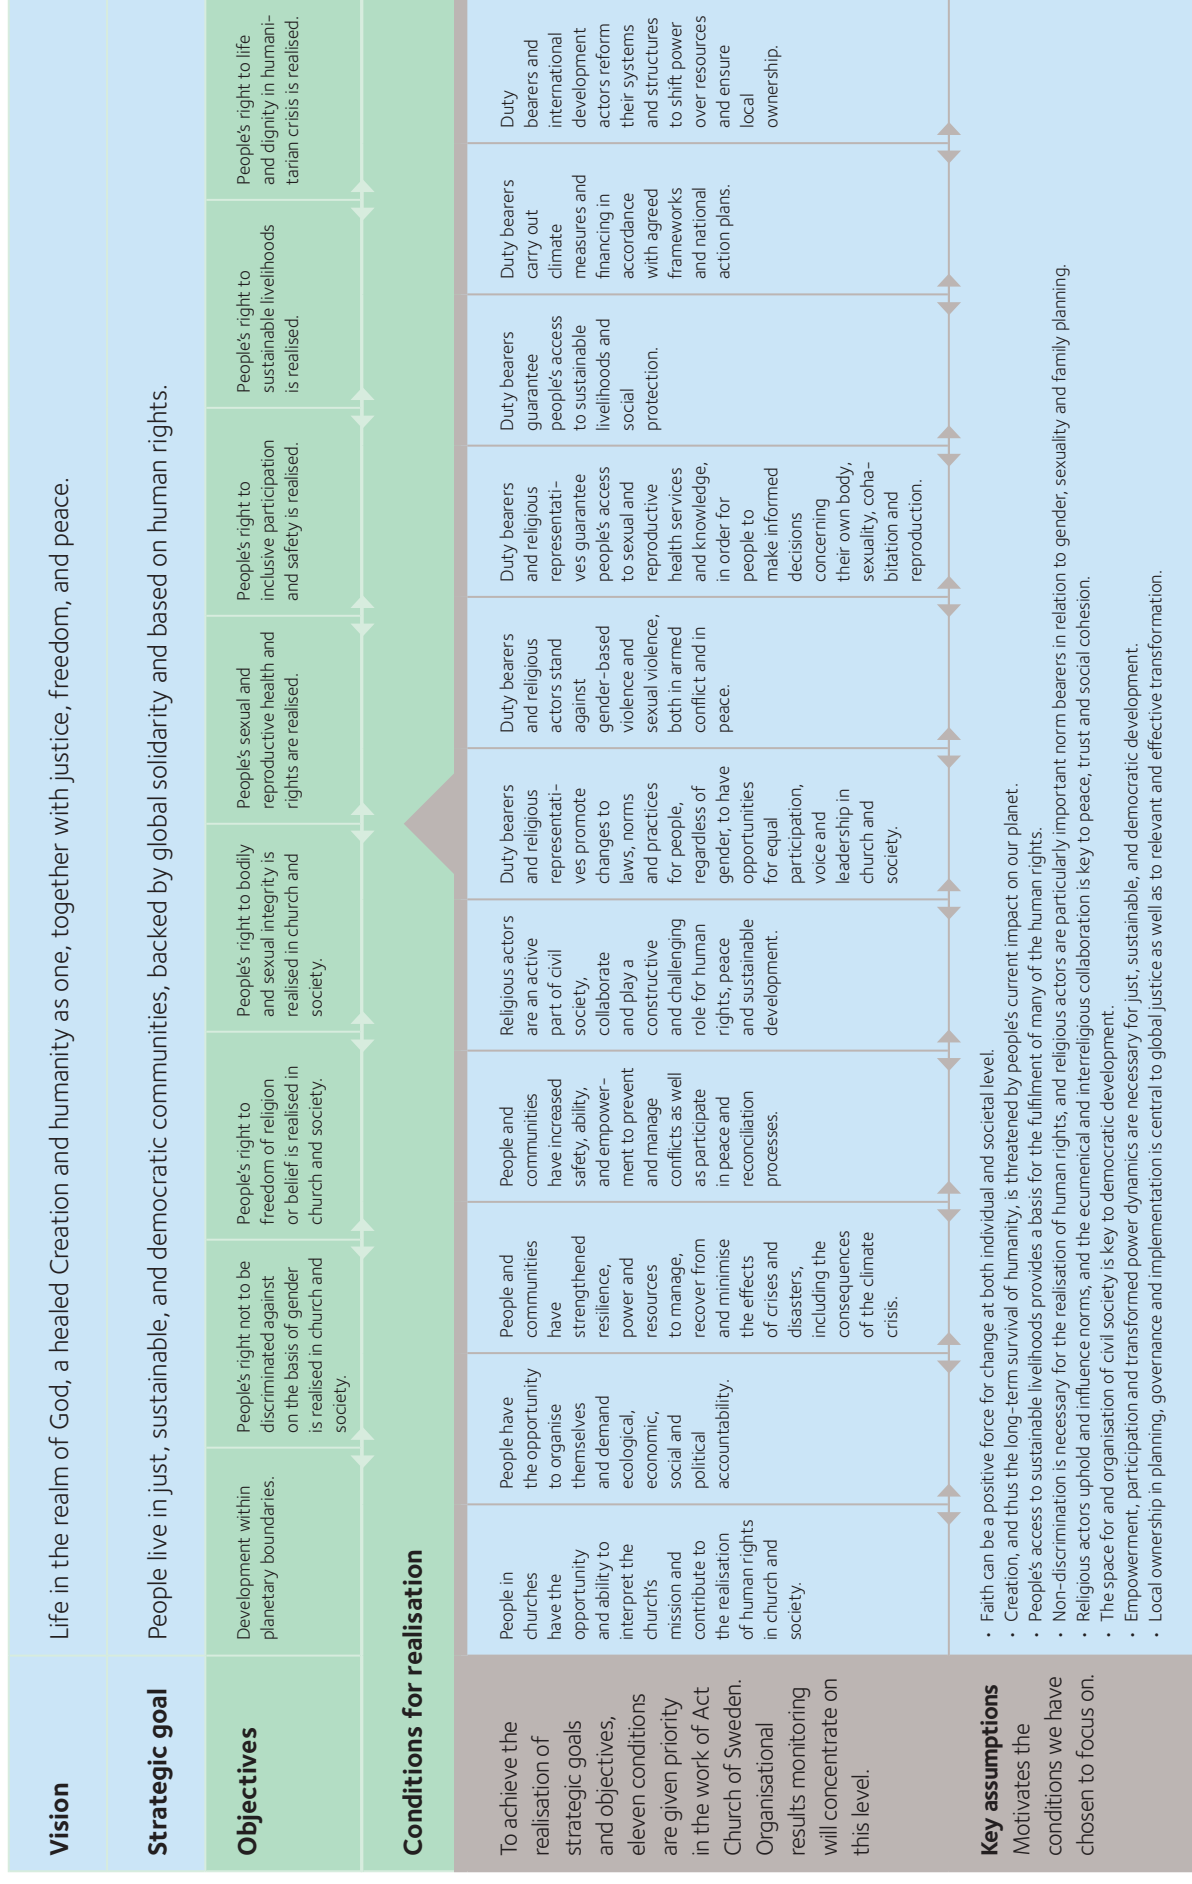 Vision
Life in the realm of God, a healed Creation and humanity as one, together with justice, freedom, and peace.
Strategic goal
People live in just, sustainable, and democratic communities, backed by global solidarity and based on human rights.
Objectives
Development within
planetary boundaries.
People's right not to be
discriminated against
on the basis of gender
is realised in church and
society.
People's right to
freedom of religion
or belief is realised in
church and society.
People's right to bodily
and sexual integrity is
realised in church and
society.
People's sexual and
reproductive health and
rights are realised.
People's right to
inclusive participation
and safety is realised.
People's right to
sustainable livelihoods
is realised.
People's right to life
and dignity in humani-
tarian crisis is realised.
Conditions for realisation
To achieve the
realisation of
strategic goals
and objectives,
eleven conditions
are given priority
in the work of Act
Church of Sweden.
Organisational
results monitoring
will concentrate on
this level.
People in
churches
have the
opportunity
and ability to
interpret the
church's
mission and
contribute to
the realisation
of human rights
in church and
society.
People have
the opportunity
to organise
themselves
and demand
ecological,
economic,
social and
political
accountability.
People and
communities
have
strengthened
resilience,
power and
resources
to manage,
recover from
and minimise
the effects
of crises and
disasters,
including the
consequences
of the climate
crisis.
People and
communities
have increased
safety, ability,
and empower-
ment to prevent
and manage
conflicts as well
as participate
in peace and
reconciliation
processes.
Religious actors
are an active
part of civil
society,
collaborate
and play a
constructive
and challenging
role for human
rights, peace
and sustainable
development.
Duty bearers
and religious
representati-
ves promote
changes to
laws, norms
and practices
for people,
regardless of
gender, to have
opportunities
for equal
participation,
voice and
leadership in
church and
society.
Duty bearers
and religious
actors stand
against
gender-based
violence and
sexual violence,
both in armed
conflict and in
peace.
Duty bearers
and religious
representati-
ves guarantee
people's access
to sexual and
reproductive
health services
and knowledge,
in order for
people to
make informed
decisions
concerning
their own body,
sexuality, coha-
bitation and
reproduction.
Duty bearers
guarantee
people's access
to sustainable
livelihoods and
social
protection.
Duty bearers
carry out
climate
measures and
financing in
accordance
with agreed
frameworks
and national
action plans.
Duty
bearers and
international
development
actors reform
their systems
and structures
to shift power
over resources
and ensure
local
ownership.
Key assumptions
Motivates the
conditions we have
chosen to focus on.
• Faith can be a positive force for change at both individual and societal level.
• Creation, and thus the long-term survival of humanity, is threatened by people's current impact on our planet.
• People's access to sustainable livelihoods provides a basis for the fulfilment of many of the human rights.
• Non-discrimination is necessary for the realisation of human rights, and religious actors are particularly important norm bearers in relation to gender, sexuality and family planning.
• Religious actors uphold and influence norms, and the ecumenical and interreligious collaboration is key to peace, trust and social cohesion.
• The space for and organisation of civil society is key to democratic development.
• Empowerment, participation and transformed power dynamics are necessary for just, sustainable, and democratic development.
• Local ownership in planning, governance and implementation is central to global justice as well as to relevant and effective transformation.